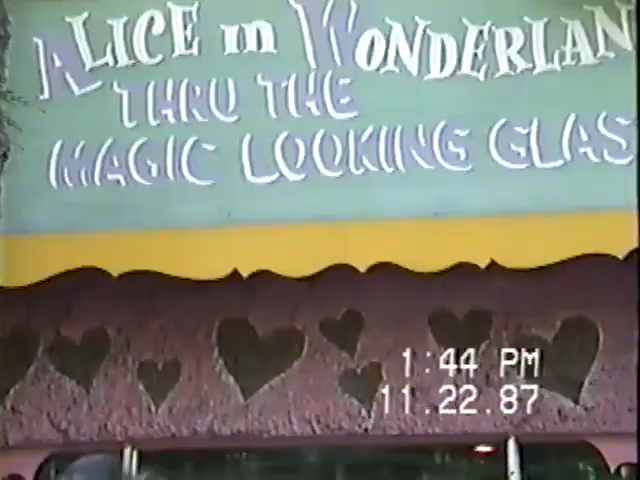 ALICE in WONDERLAN
THRU THE
MAGIC LOOKING GLAS
1:44 PM
11.22.87